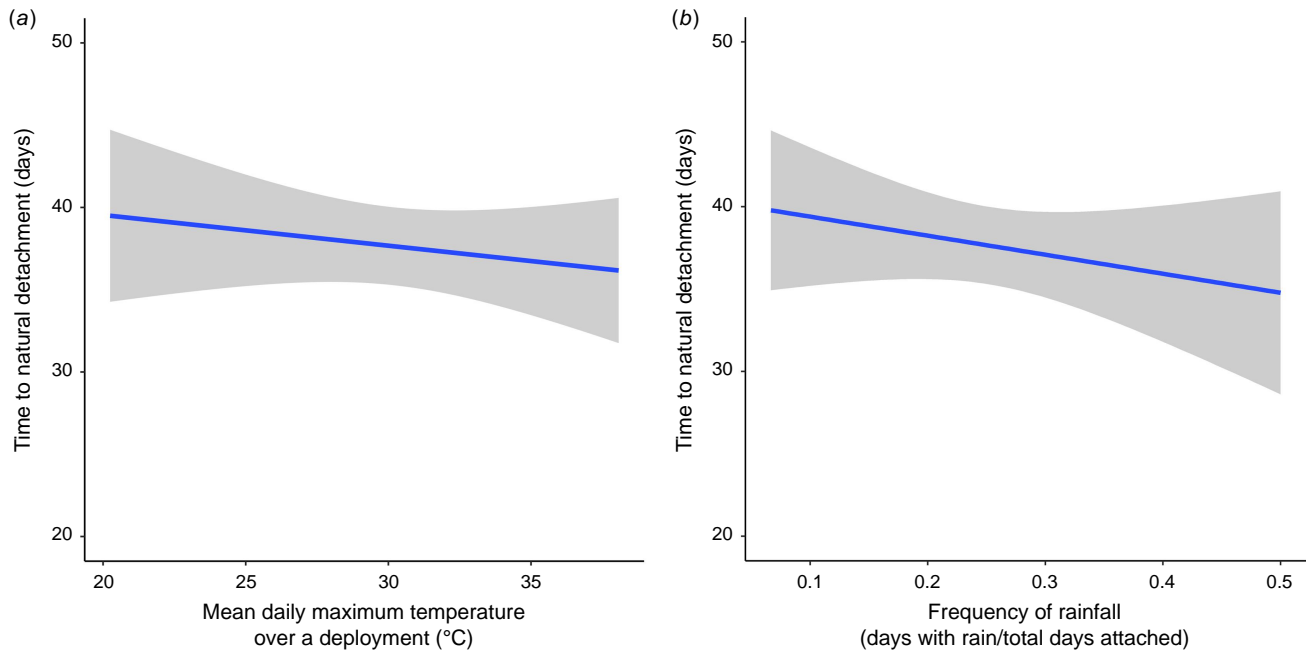 (a)
50
40
30
20
Time to natural detachment (days)
20
25
30
35
Mean daily maximum temperature
over a deployment (°C)
(b)
50
40
30
20
Time to natural detachment (days)
0.1
0.2
0.3
0.4
0.5
Frequency of rainfall
(days with rain/total days attached)